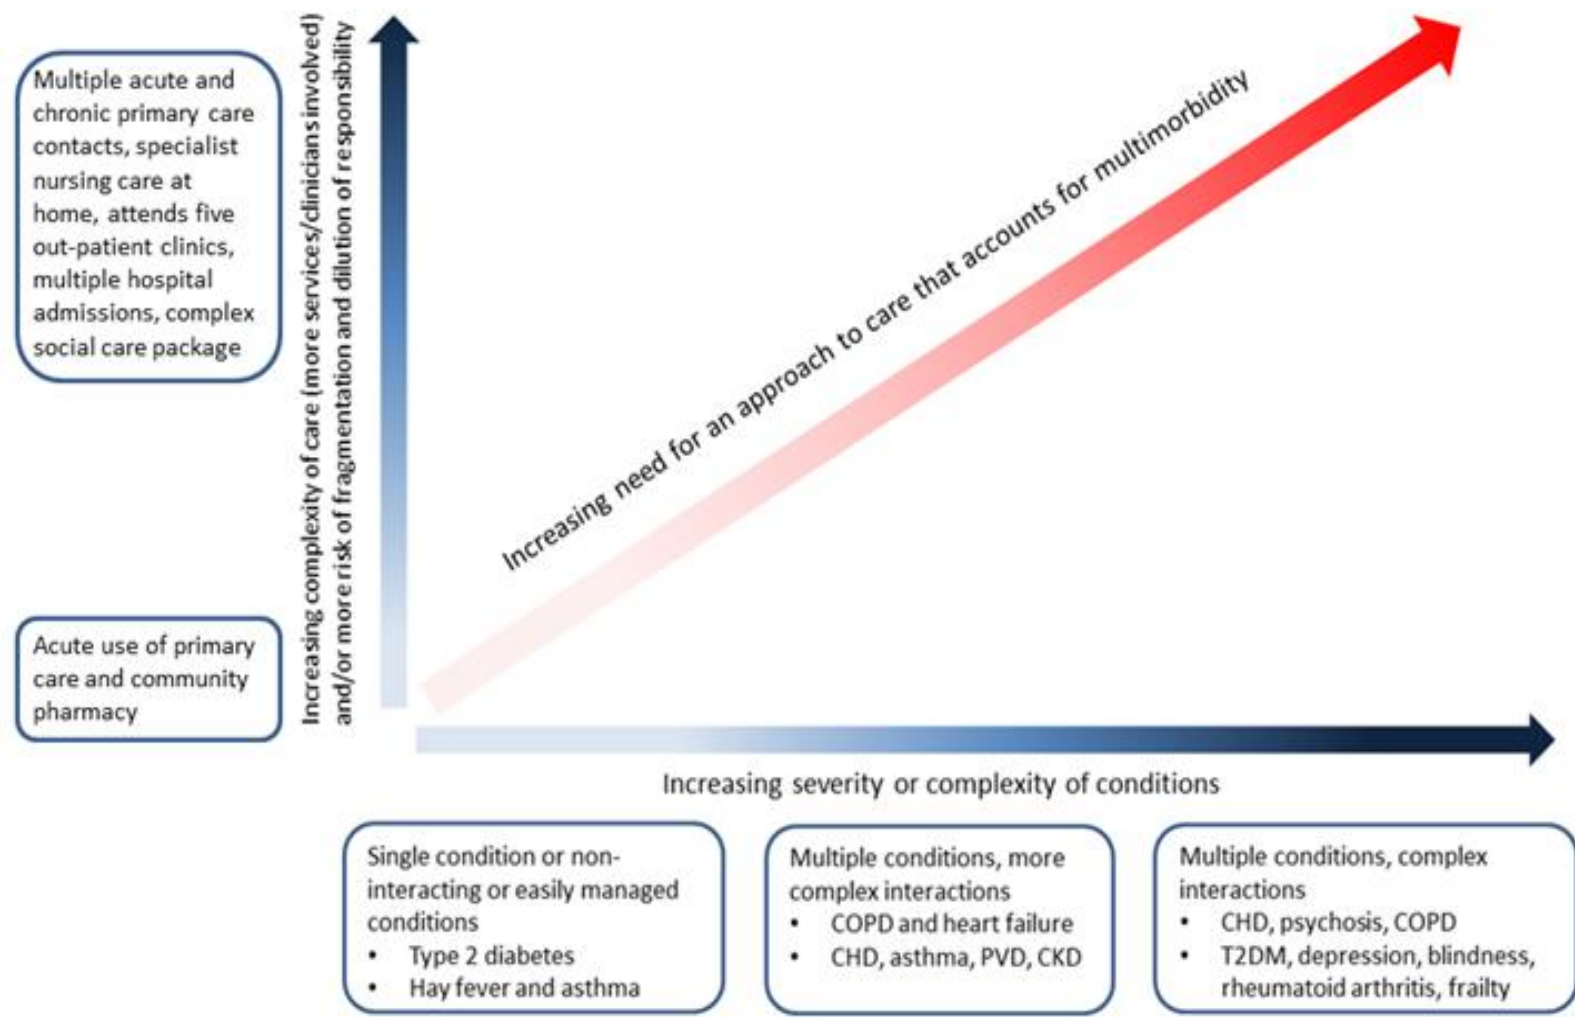 Multiple acute and
chronic primary care
contacts, specialist
nursing care at
home, attends five
out-patient clinics,
multiple hospital
admissions, complex
social care package
Acute use of primary
care and community
pharmacy
Increasing complexity of care (more services/clinicians involved)
and/or more risk of fragmentation and dilution of responsibility
Increasing need for an approach to care that accounts for multimorbidity
Increasing severity or complexity of conditions
Single condition or non-
interacting or easily managed
conditions
• Type 2 diabetes
• Hay fever and asthma
Multiple conditions, more
complex interactions
• COPD and heart failure
• CHD, asthma, PVD, CKD
Multiple conditions, complex
interactions
• CHD, psychosis, COPD
• T2DM, depression, blindness,
rheumatoid arthritis, frailty